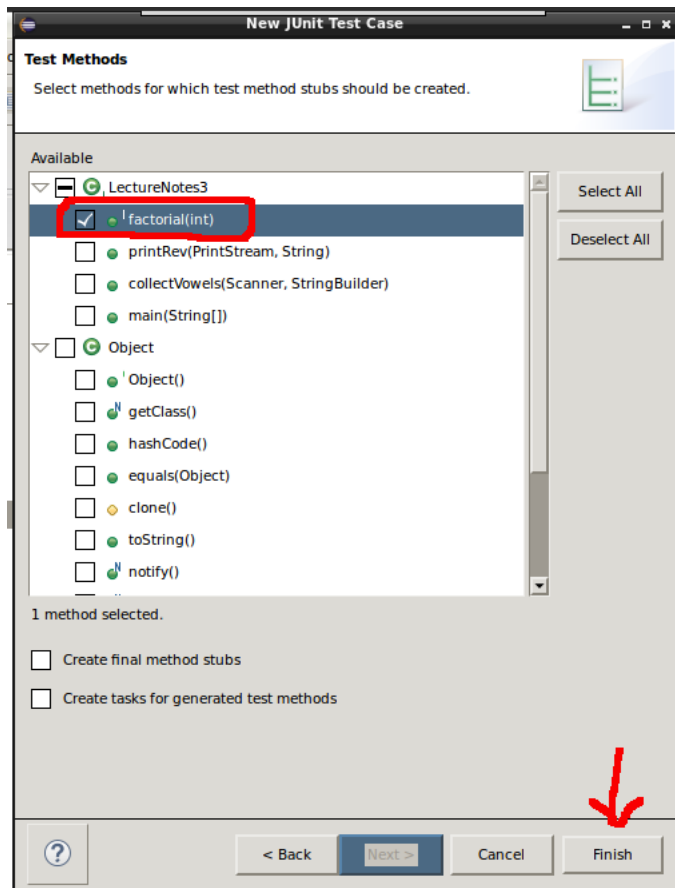 New JUnit Test Case
Test Methods
Select methods for which test method stubs should be created.
Available
LectureNotes3
factorial(int)
printRev(PrintStream, String)
collectVowels(Scanner, StringBuilder)
main(String[])
Object
Object()
getClass()
hashCode()
equals(Object)
clone()
toString()
notify()
Select All
Deselect All
1 method selected.
Create final method stubs
Create tasks for generated test methods
? < Back Next > Cancel Finish